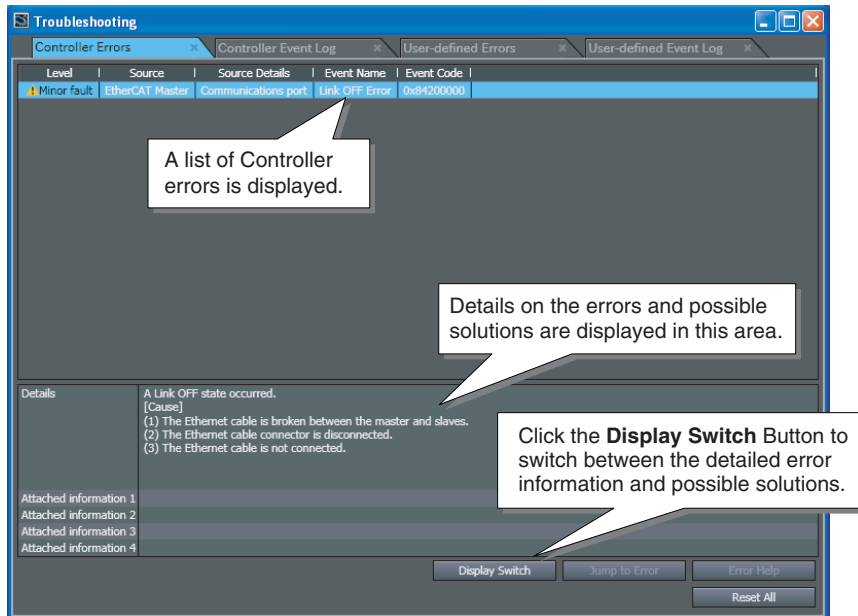 Troubleshooting
Controller Errors
Controller Event Log
User-defined Errors
User-defined Event Log
Level Source Source Details Event Name Event Code
Minor fault EtherCAT Master Communications port Link OFF Error 0x84200000
A list of Controller
errors is displayed.
Details on the errors and possible
solutions are displayed in this area.
Details
A Link OFF state occurred.
[Cause]
(1) The Ethernet cable is broken between the master and slaves.
(2) The Ethernet cable connector is disconnected.
(3) The Ethernet cable is not connected.
Click the Display Switch Button to
switch between the detailed error
information and possible solutions.
Attached information 1
Attached information 2
Attached information 3
Attached information 4
Display Switch Jump to Error Error Help
Reset All